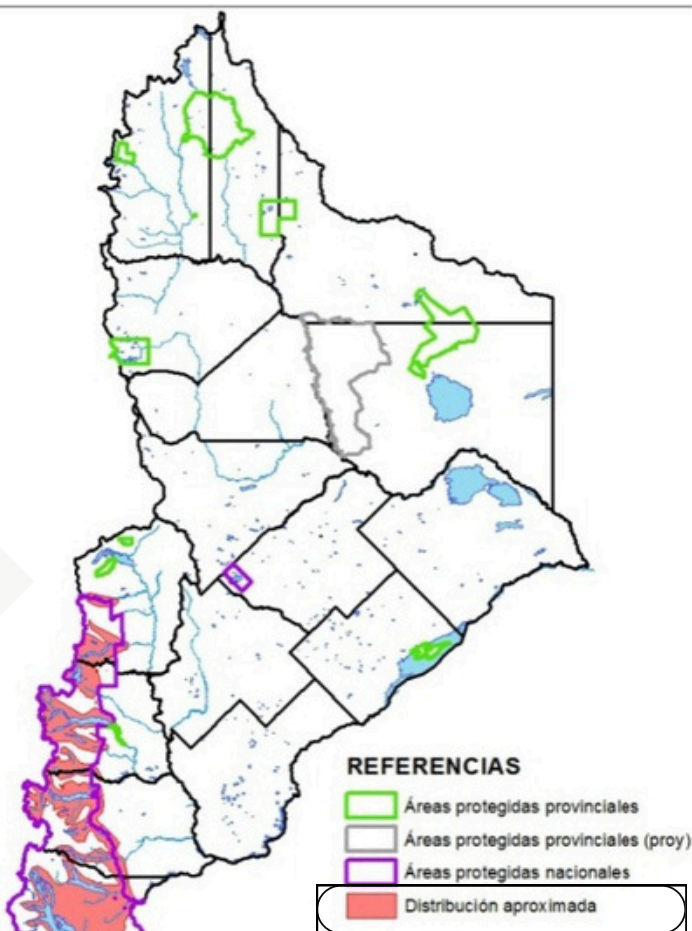 REFERENCIAS
Áreas protegidas provinciales
Áreas protegidas provinciales (proy)
Áreas protegidas nacionales
Distribución aproximada